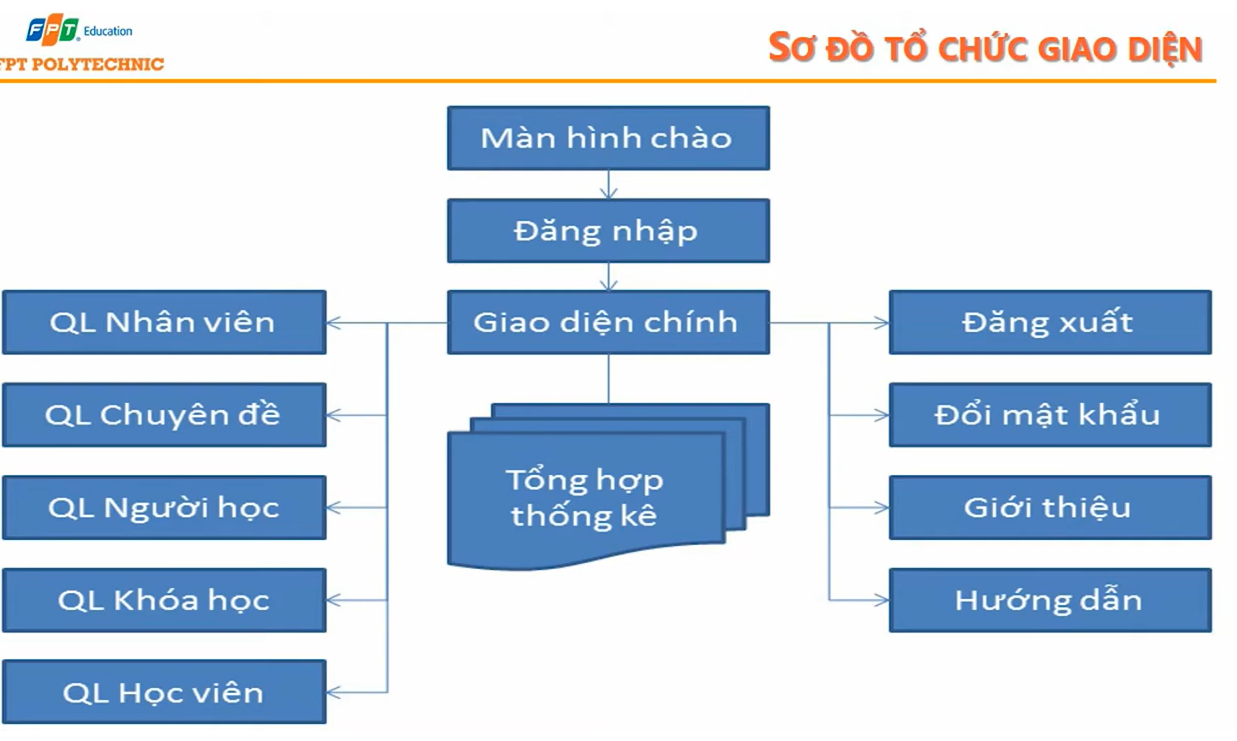 FPT Education
FPT POLYTECHNIC
SƠ ĐỒ TỔ CHỨC GIAO DIỆN
Màn hình chào
Đăng nhập
QL Nhân viên
Giao diện chính
Đăng xuất
QL Chuyên đề
Đổi mật khẩu
Tổng hợp
thống kê
QL Người học
Giới thiệu
QL Khóa học
Hướng dẫn
QL Học viên